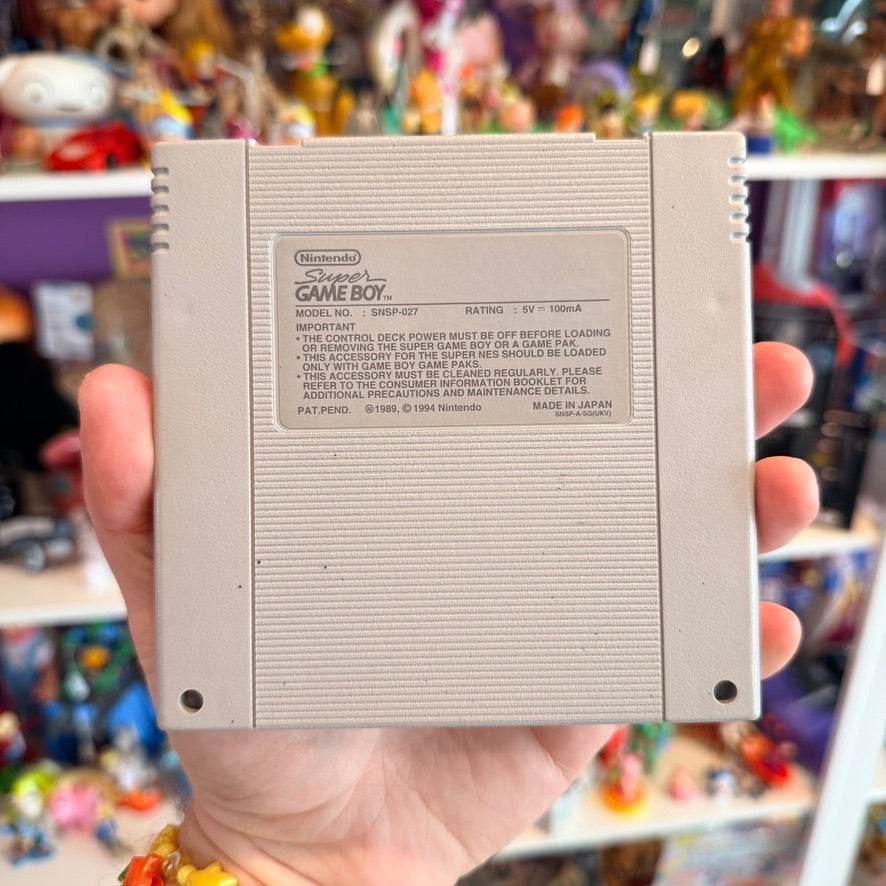 Nintendo®
Super
GAME BOY™
MODEL NO. : SNSP-027 RATING : 5V ⎓ 100mA
IMPORTANT
• THE CONTROL DECK POWER MUST BE OFF BEFORE LOADING
OR REMOVING THE SUPER GAME BOY OR A GAME PAK.
• THIS ACCESSORY FOR THE SUPER NES SHOULD BE LOADED
ONLY WITH GAME BOY GAME PAKS.
• THIS ACCESSORY MUST BE CLEANED REGULARLY. PLEASE
REFER TO THE CONSUMER INFORMATION BOOKLET FOR
ADDITIONAL PRECAUTIONS AND MAINTENANCE DETAILS.
PAT.PEND. Ⓜ1989, ©1994 Nintendo MADE IN JAPAN
SNSP-A-SG(UKV)